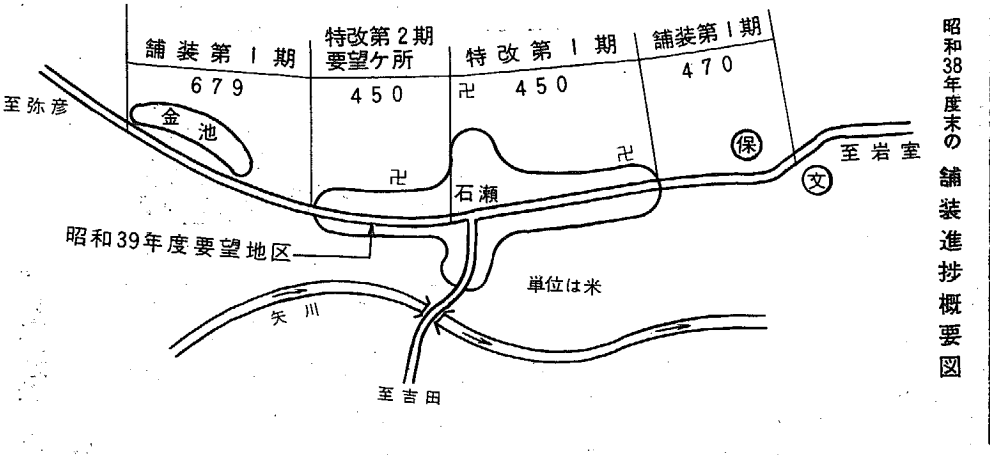 昭和38年度末の舗装進捗概要図
舗装第1期
679
特改第2期
要望ケ所
450
特改第1期
卍 450
舗装第1期
470
至弥彦
金池
卍
卍
石瀬
保
文
至岩室
昭和39年度要望地区
単位は米
矢川
至吉田